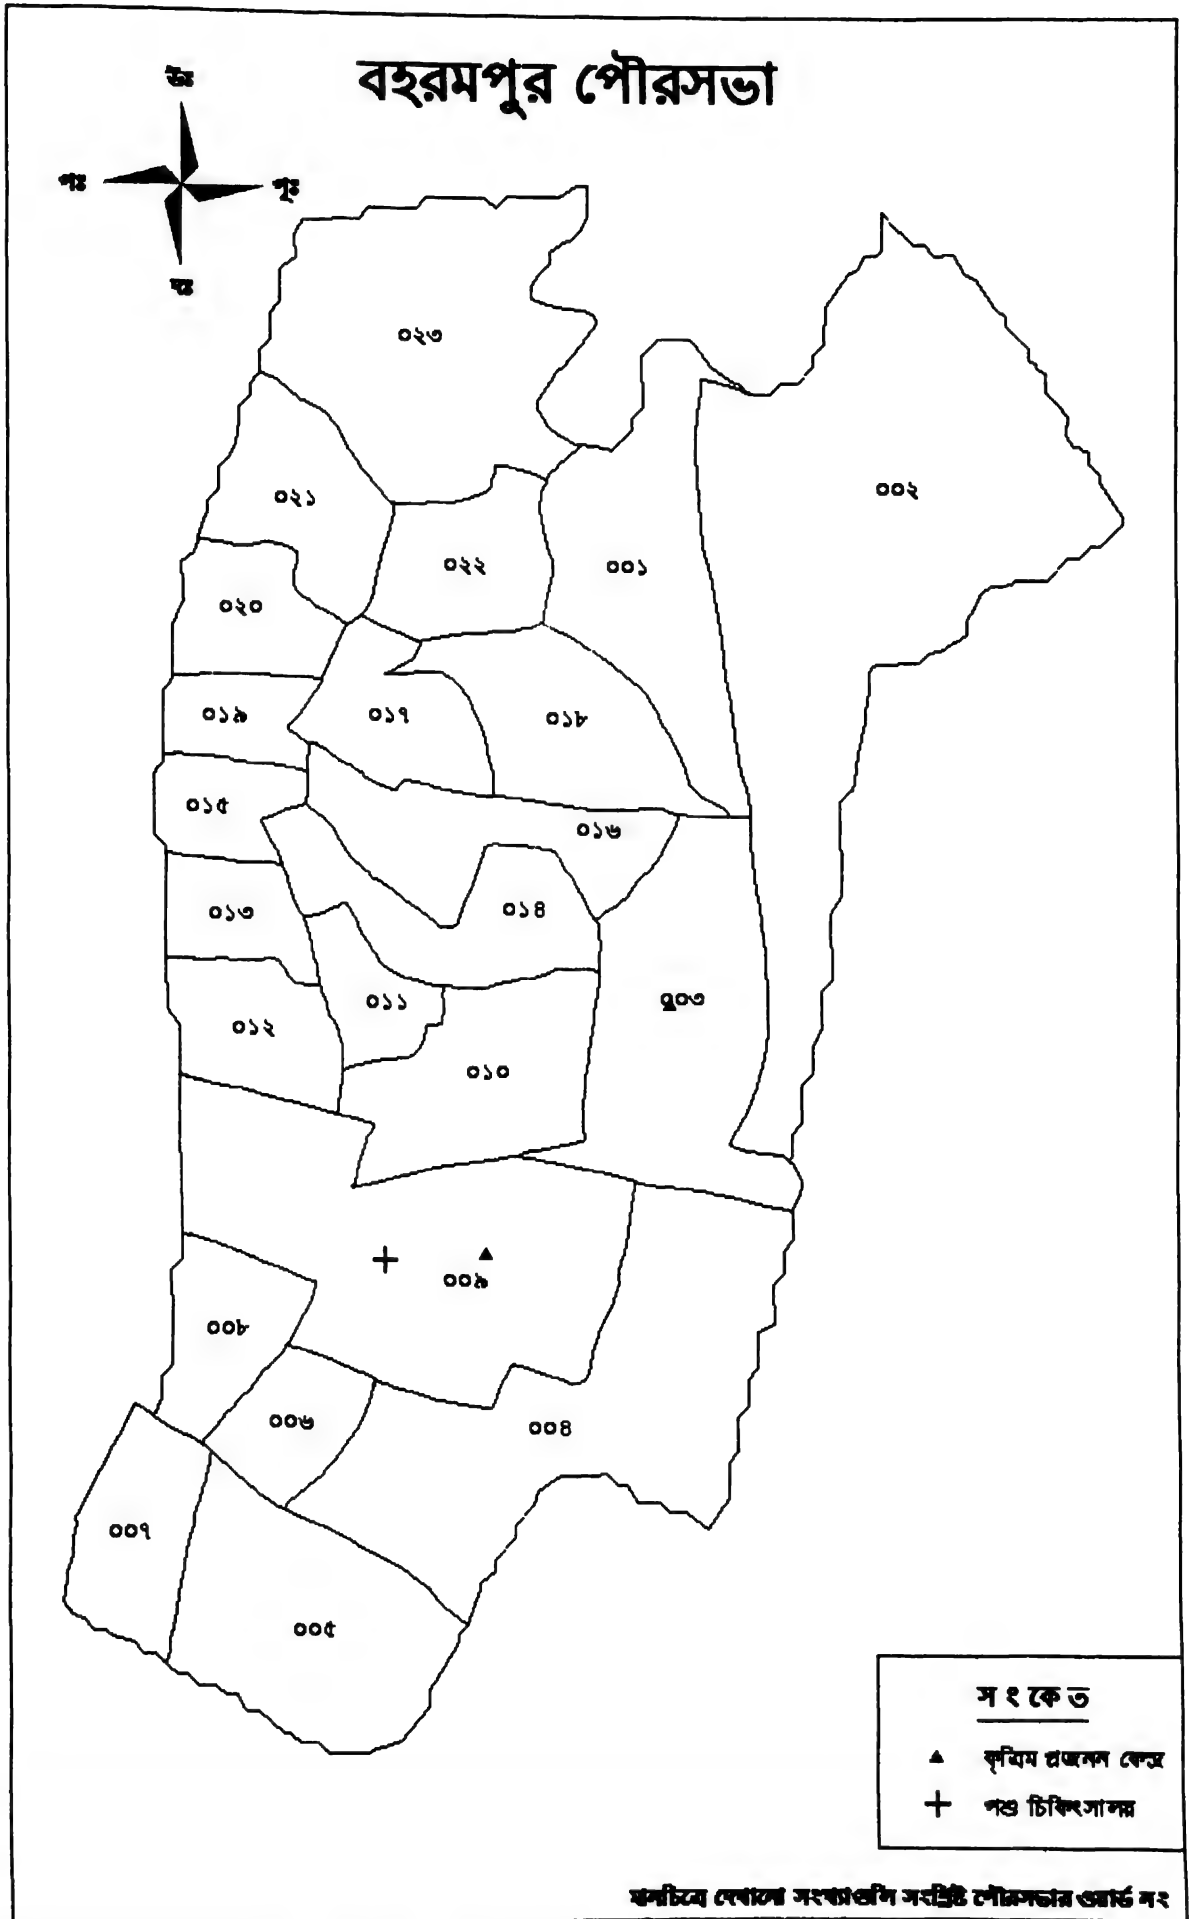 বহরমপুর পৌরসভা
উঃ
পঃ
পূঃ
দঃ
০২৩
০০২
০২১
০২২
০০১
০২০
০১৯
০১৭
০১৮
০১৫
০১৬
০১৩
০১৪
০১১
০০৩
০১২
০১০
০০৯
০০৮
০০৬
০০৪
০০৭
০০৫
সংকেত
কৃত্রিম প্রজনন কেন্দ্র
পশু চিকিৎসালয়
মানচিত্রে দেখানো সংখ্যাগুলি সংশ্লিষ্ট পৌরসভার ওয়ার্ড নং